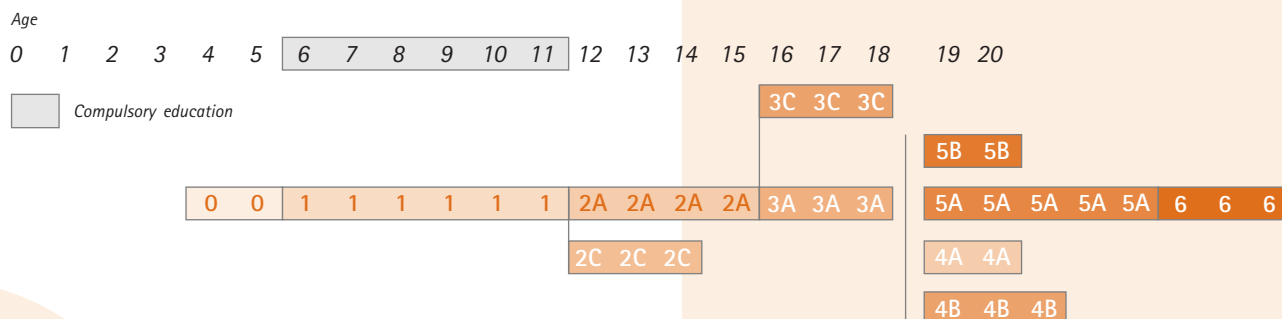 Age
0 1 2 3 4 5 6 7 8 9 10 11 12 13 14 15 16 17 18 19 20
3C 3C 3C
Compulsory education
5B 5B
0 0 1 1 1 1 1 1 2A 2A 2A 2A 3A 3A 3A 5A 5A 5A 5A 5A 6 6 6
2C 2C 2C 4A 4A
4B 4B 4B